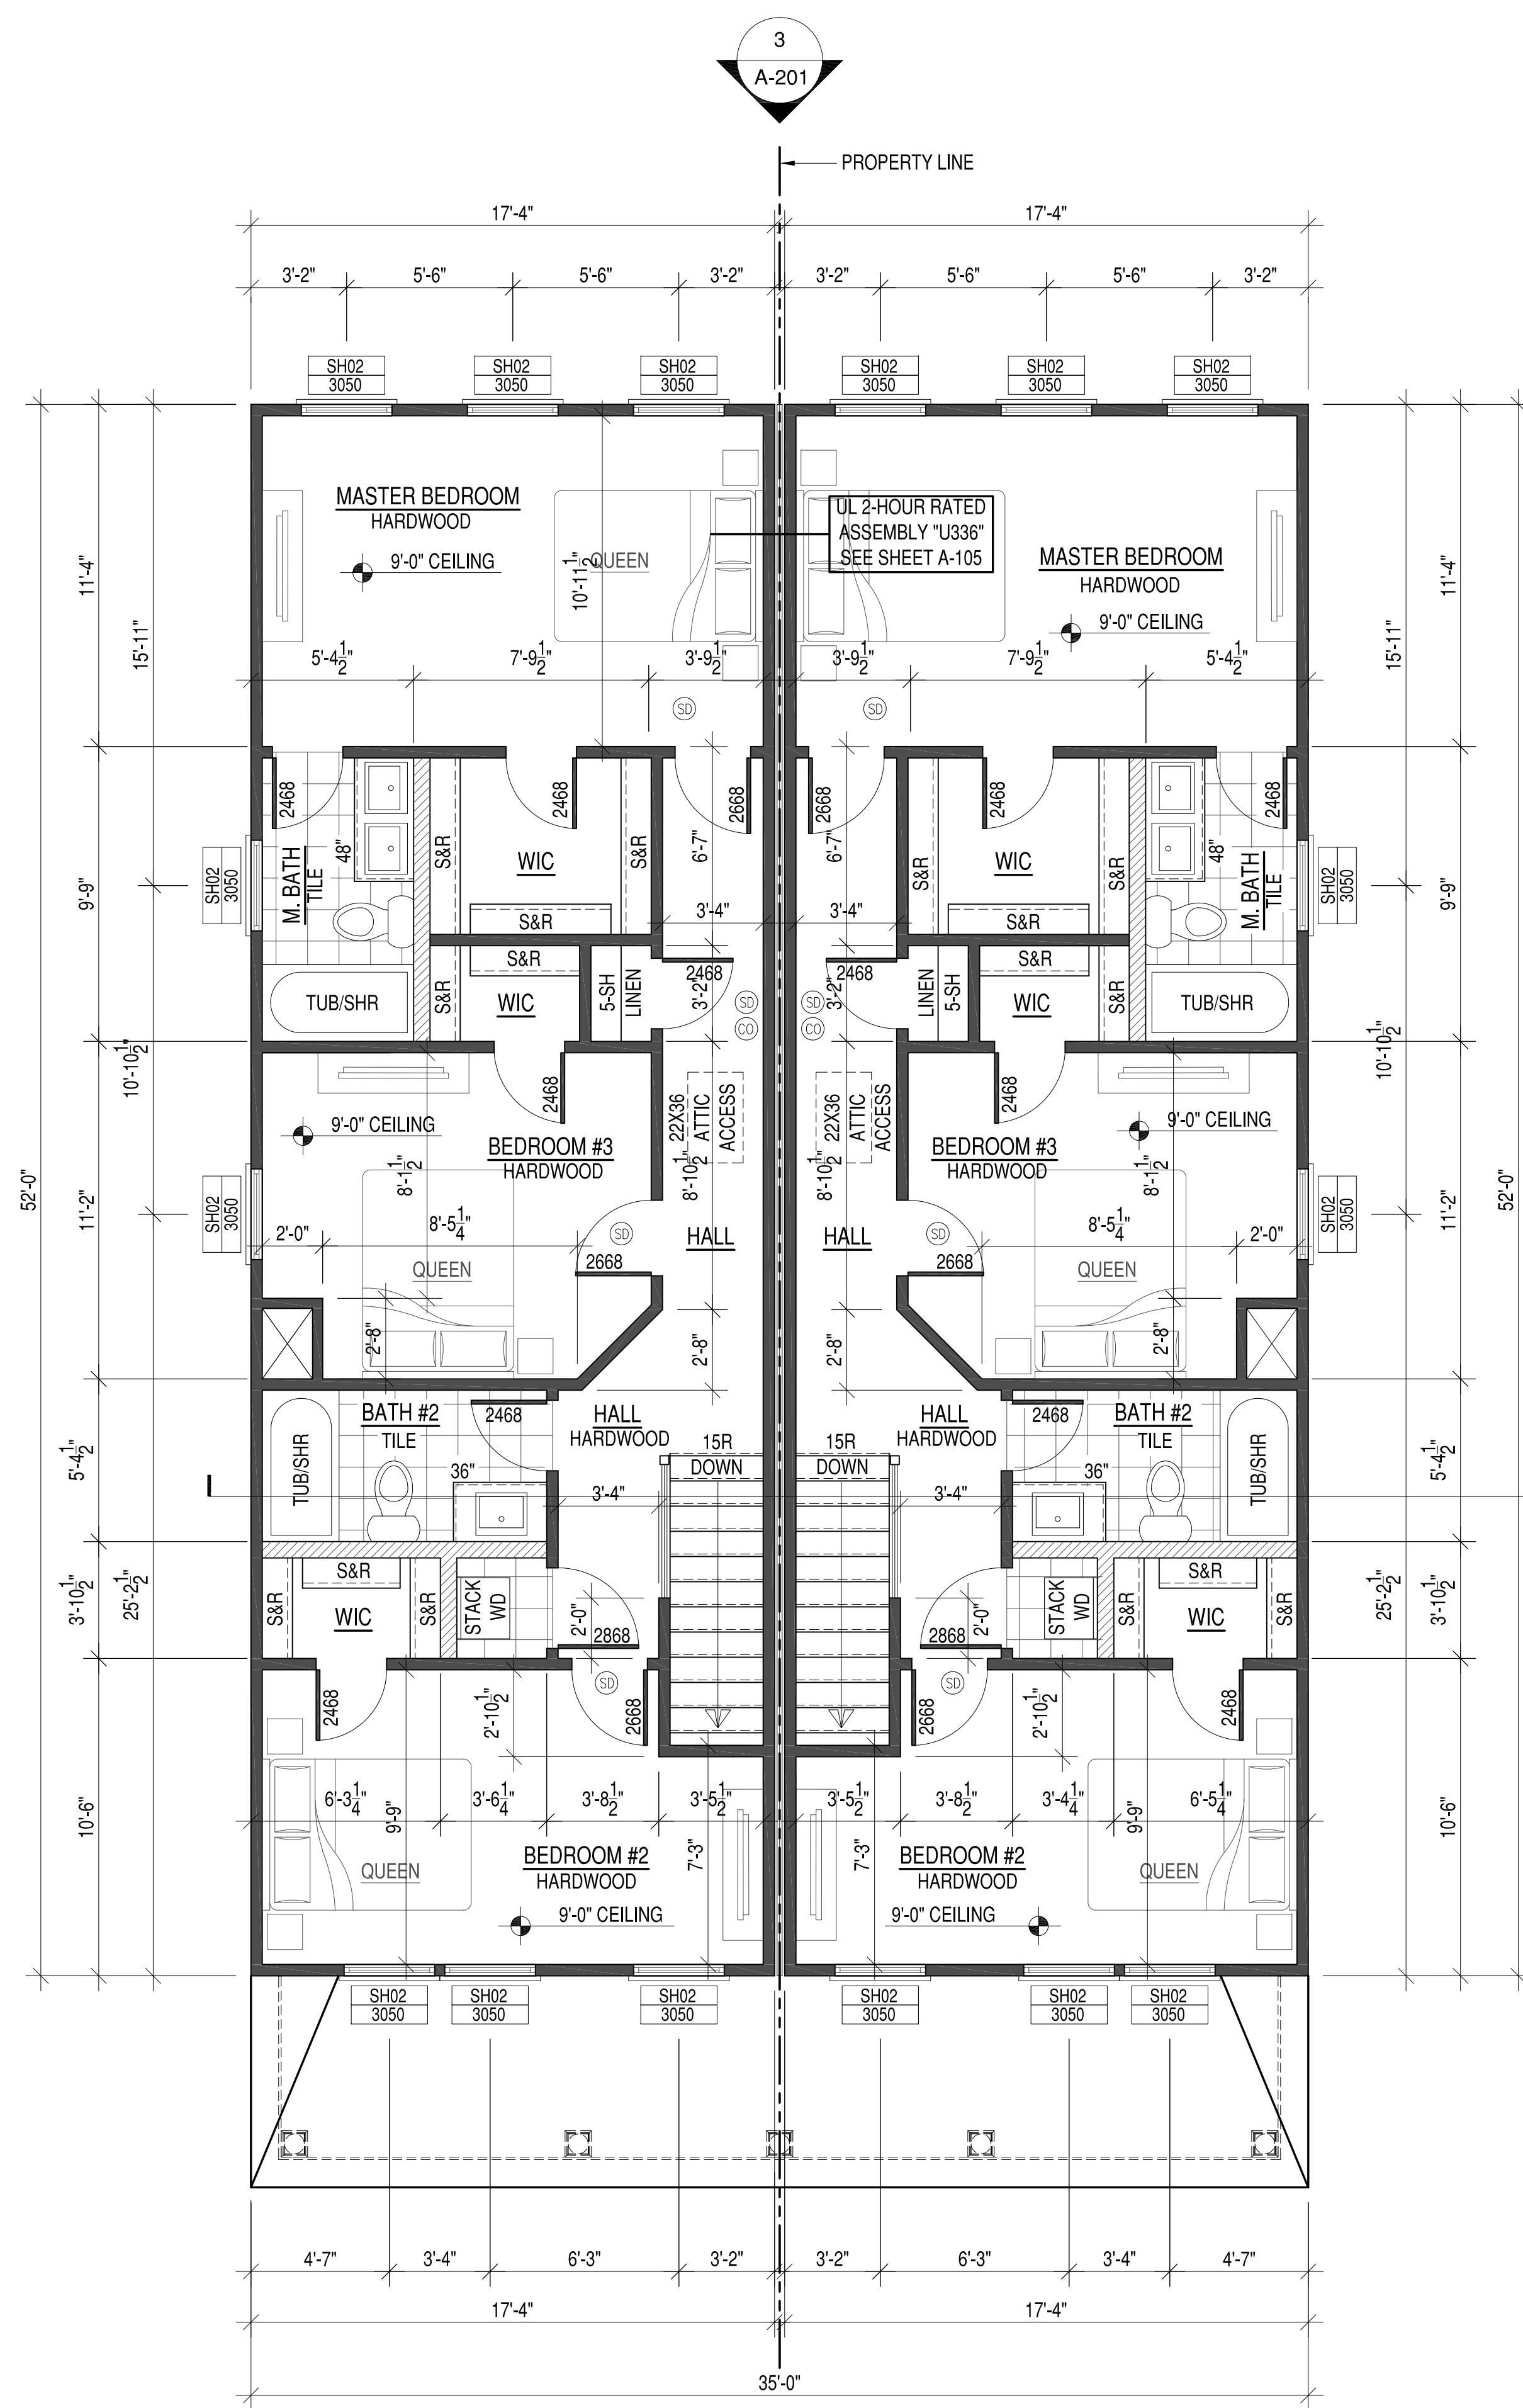 3
A-201
PROPERTY LINE
17'-4" 17'-4"
3'-2" 5'-6" 5'-6" 3'-2" 3'-2" 5'-6" 5'-6" 3'-2"
SH02 SH02 SH02 SH02 SH02 SH02
3050 3050 3050 3050 3050 3050
MASTER BEDROOM
HARDWOOD
9'-0" CEILING
QUEEN
10'-11 1/2"
UL 2-HOUR RATED
ASSEMBLY "U336"
SEE SHEET A-105
MASTER BEDROOM
HARDWOOD
9'-0" CEILING
11'-4" 11'-4"
15'-11" 15'-11"
5'-4 1/2" 7'-9 1/2" 3'-9 1/2" 3'-9 1/2" 7'-9 1/2" 5'-4 1/2"
SD SD
2468 2468 2668 2668 2468 2468
48" 48"
6'-7" 6'-7"
S&R WIC S&R S&R WIC S&R
M. BATH
TILE
M. BATH
TILE
SH02
3050
SH02
3050
9'-9" 9'-9"
S&R S&R
3'-4" 3'-4"
S&R S&R
2468 2468
3'-2" 3'-2"
TUB/SHR S&R WIC 5-SH LINEN SD SD LINEN 5-SH WIC S&R TUB/SHR
CO CO
10'-10 1/2" 10'-10 1/2"
2468 2468
22X36
ATTIC
ACCESS
22X36
ATTIC
ACCESS
9'-0" CEILING 9'-0" CEILING
BEDROOM #3 BEDROOM #3
HARDWOOD HARDWOOD
8'-1 1/2" 8'-10 1/2" 8'-10 1/2" 8'-1 1/2"
52'-0" 52'-0"
11'-2" 11'-2"
SH02
3050
SH02
3050
2'-0" 8'-5 1/4" SD HALL HALL SD 8'-5 1/4" 2'-0"
QUEEN 2668 2668 QUEEN
2'-8" 2'-8" 2'-8" 2'-8"
BATH #2 2468 HALL HALL 2468 BATH #2
TILE HARDWOOD HARDWOOD TILE
15R 15R
DOWN DOWN
TUB/SHR 36" 36" TUB/SHR
5'-4 1/2" 5'-4 1/2"
3'-4" 3'-4"
S&R S&R
3'-10 1/2" 25'-2 1/2" 25'-2 1/2" 3'-10 1/2"
S&R WIC S&R S&R WIC S&R
STACK
WD
STACK
WD
2'-0" 2'-0"
2868 2868
SD SD
2468 2'-10 1/2" 2668 2668 2'-10 1/2" 2468
6'-3 1/4" 3'-6 1/4" 3'-8 1/2" 3'-5 1/2" 3'-5 1/2" 3'-8 1/2" 3'-4 1/4" 6'-5 1/4"
10'-6" 9'-9" 7'-3" 7'-3" 9'-9" 10'-6"
BEDROOM #2 BEDROOM #2
QUEEN HARDWOOD HARDWOOD QUEEN
9'-0" CEILING 9'-0" CEILING
SH02 SH02 SH02 SH02 SH02 SH02
3050 3050 3050 3050 3050 3050
4'-7" 3'-4" 6'-3" 3'-2" 3'-2" 6'-3" 3'-4" 4'-7"
17'-4" 17'-4"
35'-0"